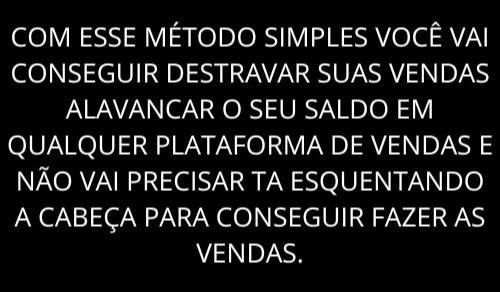 COM ESSE MÉTODO SIMPLES VOCÊ VAI
CONSEGUIR DESTRAVAR SUAS VENDAS
ALAVANCAR O SEU SALDO EM
QUALQUER PLATAFORMA DE VENDAS E
NÃO VAI PRECISAR TA ESQUENTANDO
A CABEÇA PARA CONSEGUIR FAZER AS
VENDAS.